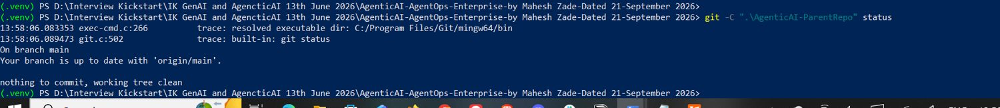 (.venv) PS D:\Interview Kickstart\IK GenAI and AgencticAI 13th June 2026\AgenticAI-AgentOps-Enterprise-by Mahesh Zade-Dated 21-September 2026>
(.venv) PS D:\Interview Kickstart\IK GenAI and AgencticAI 13th June 2026\AgenticAI-AgentOps-Enterprise-by Mahesh Zade-Dated 21-September 2026> git -C ".\AgenticAI-ParentRepo" status
13:58:06.083353 exec-cmd.c:266          trace: resolved executable dir: C:/Program Files/Git/mingw64/bin
13:58:06.089473 git.c:502               trace: built-in: git status
On branch main
Your branch is up to date with 'origin/main'.
nothing to commit, working tree clean
(.venv) PS D:\Interview Kickstart\IK GenAI and AgencticAI 13th June 2026\AgenticAI-AgentOps-Enterprise-by Mahesh Zade-Dated 21-September 2026>